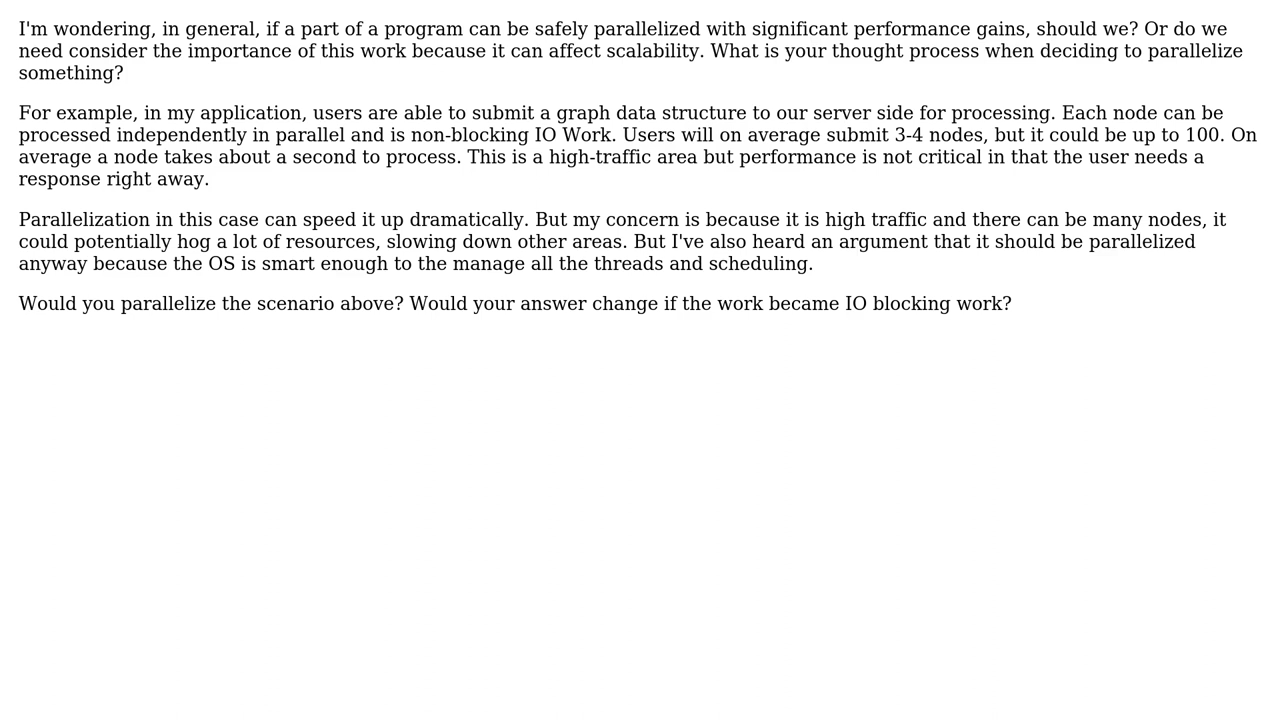 I'm wondering, in general, if a part of a program can be safely parallelized with significant performance gains, should we? Or do we
need consider the importance of this work because it can affect scalability. What is your thought process when deciding to parallelize
something?
For example, in my application, users are able to submit a graph data structure to our server side for processing. Each node can be
processed independently in parallel and is non-blocking IO Work. Users will on average submit 3-4 nodes, but it could be up to 100. On
average a node takes about a second to process. This is a high-traffic area but performance is not critical in that the user needs a
response right away.
Parallelization in this case can speed it up dramatically. But my concern is because it is high traffic and there can be many nodes, it
could potentially hog a lot of resources, slowing down other areas. But I've also heard an argument that it should be parallelized
anyway because the OS is smart enough to the manage all the threads and scheduling.
Would you parallelize the scenario above? Would your answer change if the work became IO blocking work?